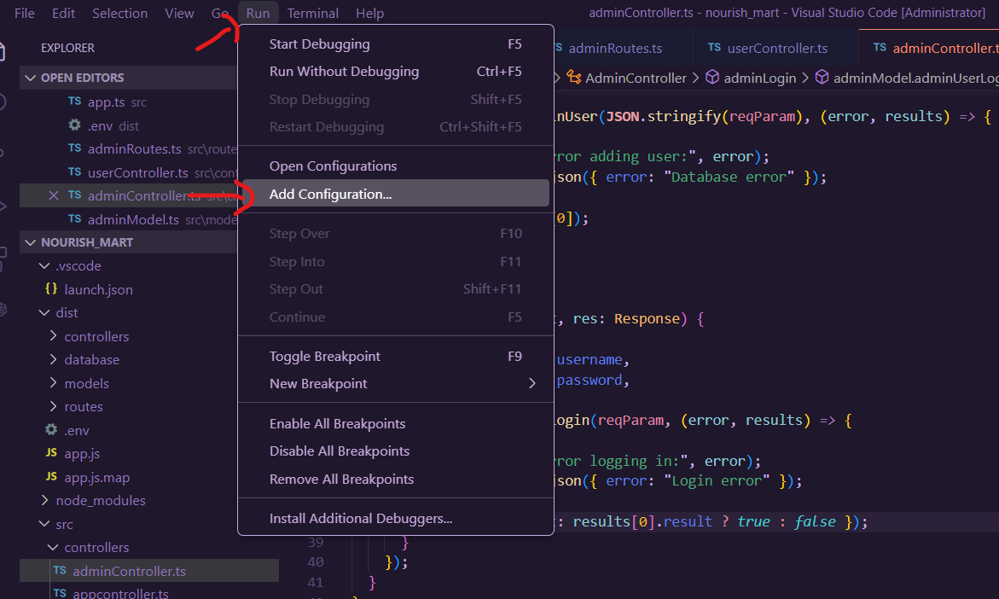 File Edit Selection View Go Run Terminal Help
adminController.ts - nourish_mart - Visual Studio Code [Administrator]
EXPLORER
OPEN EDITORS
TS app.ts src
.env dist
TS adminRoutes.ts src\route
TS userController.ts src\cont
TS adminController.ts src\co
TS adminModel.ts src\mode
NOURISH_MART
.vscode
{} launch.json
dist
controllers
database
models
routes
.env
JS app.js
JS app.js.map
node_modules
src
controllers
TS adminController.ts
TS appcontroller.ts
Start Debugging F5
Run Without Debugging Ctrl+F5
Stop Debugging Shift+F5
Restart Debugging Ctrl+Shift+F5
Open Configurations
Add Configuration...
Step Over F10
Step Into F11
Step Out Shift+F11
Continue F5
Toggle Breakpoint F9
New Breakpoint
Enable All Breakpoints
Disable All Breakpoints
Remove All Breakpoints
Install Additional Debuggers...
adminRoutes.ts TS userController.ts TS adminController.t
AdminController > adminLogin > adminModel.adminUserLog
inUser(JSON.stringify(reqParam), (error, results) => {
ror adding user:", error);
json({ error: "Database error" });
[0]);
, res: Response) {
username,
password,
Login(reqParam, (error, results) => {
ror logging in:", error);
json({ error: "Login error" });
: results[0].result ? true : false });
39 }
40 });
41 }